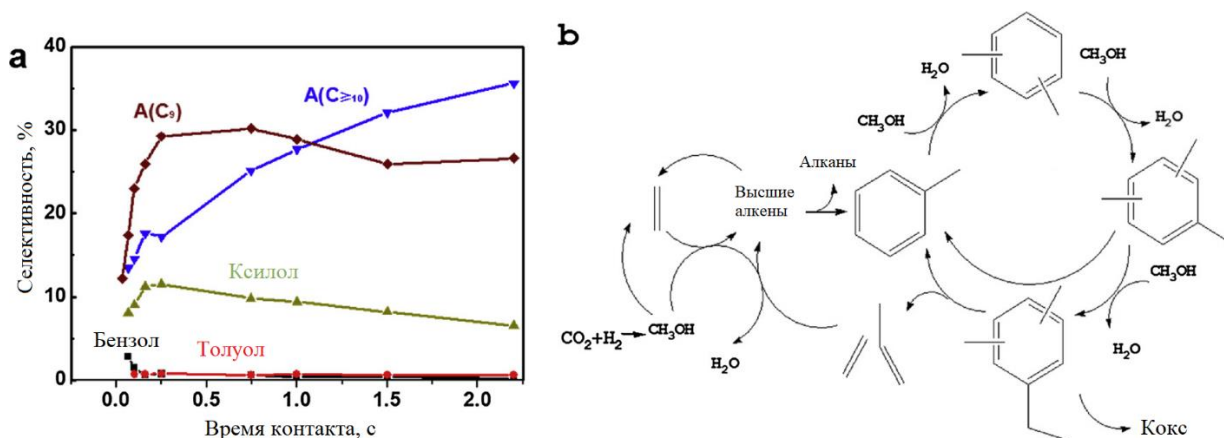 a
40
30
20
10
0
Селективность, %
A(C₉)
A(C≥₁₀)
Ксилол
Бензол
Толуол
0.0 0.5 1.0 1.5 2.0
Время контакта, с
b
H₂O
CH₃OH
CH₃OH
H₂O
Алканы
Высшие
алкены
CH₃OH
CO₂+H₂
CH₃OH
H₂O
H₂O
Кокс